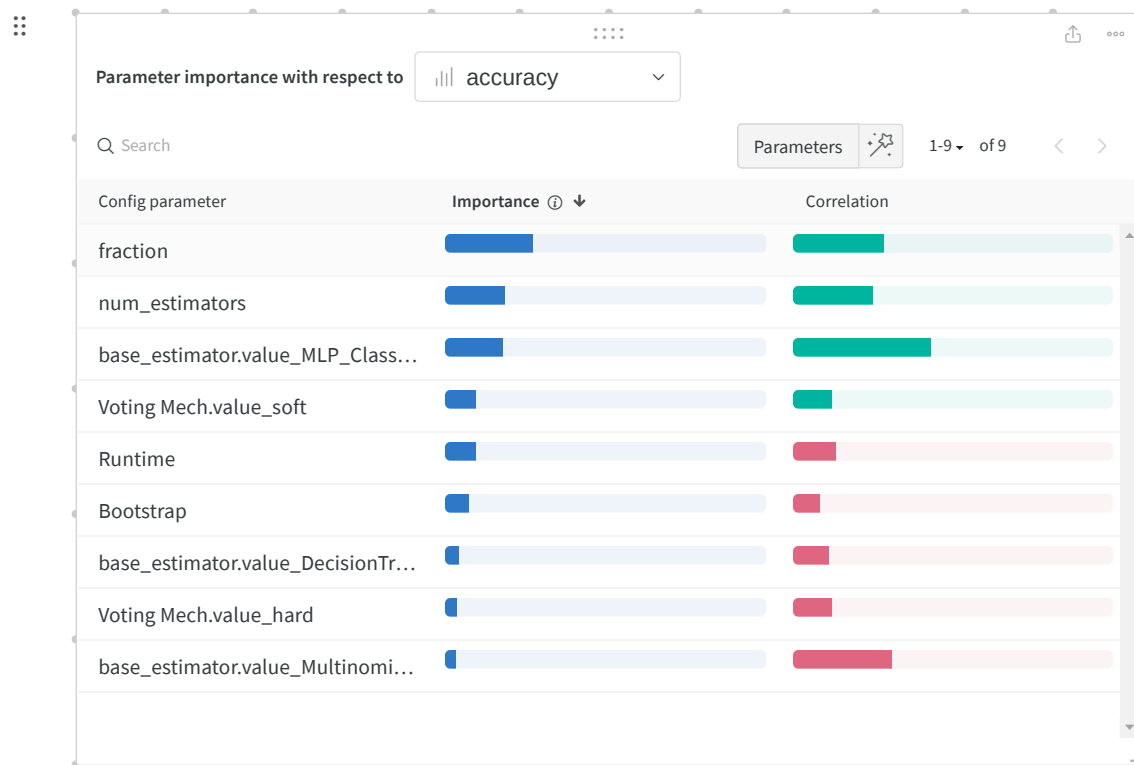 Parameter importance with respect to accuracy
Search Parameters 1-9 of 9
Config parameter Importance Correlation
fraction
num_estimators
base_estimator.value_MLP_Class…
Voting Mech.value_soft
Runtime
Bootstrap
base_estimator.value_DecisionTr…
Voting Mech.value_hard
base_estimator.value_Multinomi…